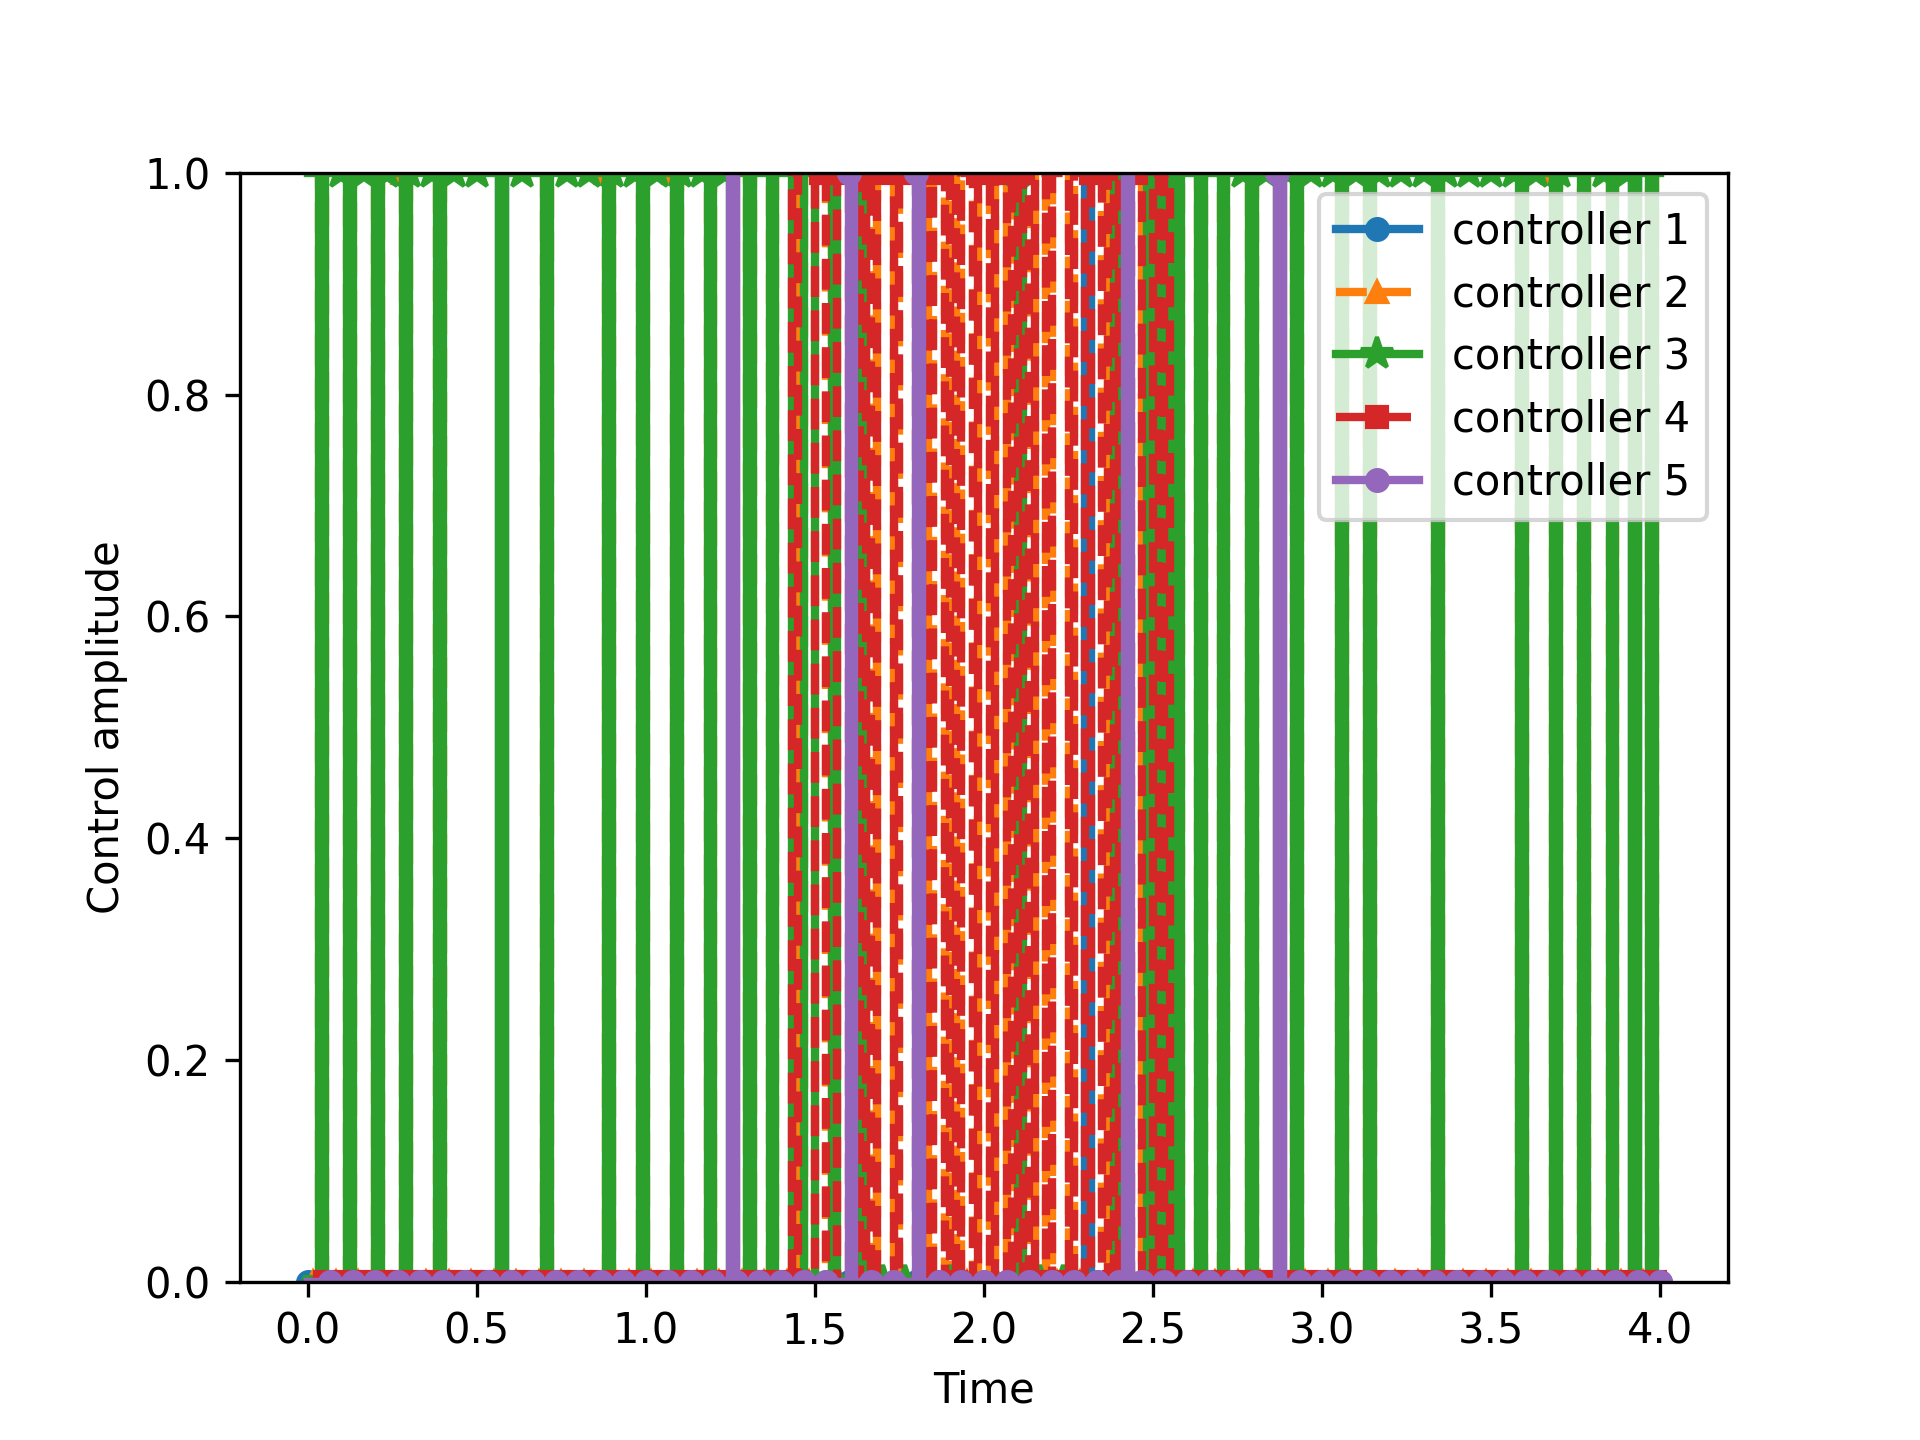 1.0
0.8
0.6
0.4
0.2
0.0
Control amplitude
controller 1
controller 2
controller 3
controller 4
controller 5
0.0 0.5 1.0 1.5 2.0 2.5 3.0 3.5 4.0
Time